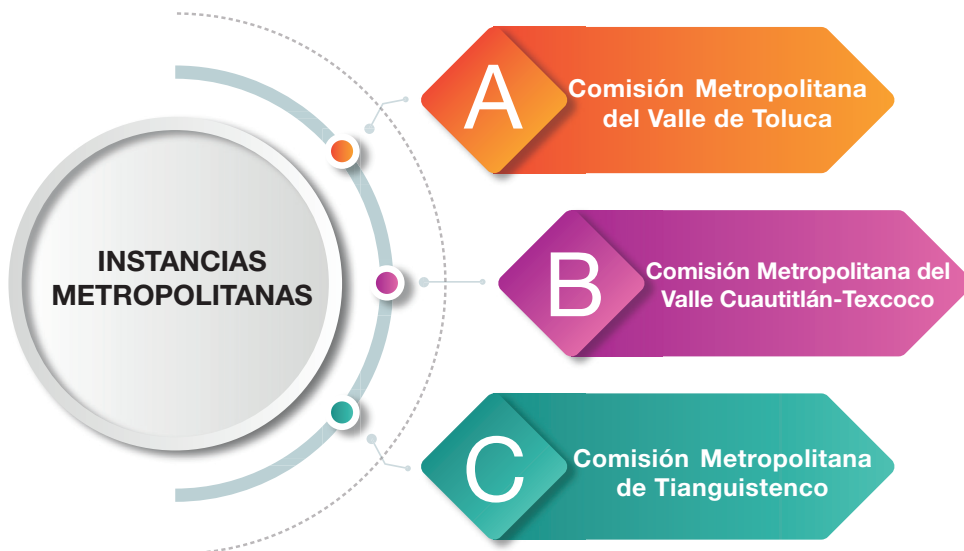 INSTANCIAS
METROPOLITANAS
A
Comisión Metropolitana
del Valle de Toluca
B
Comisión Metropolitana del
Valle Cuautitlán-Texcoco
C
Comisión Metropolitana
de Tianguistenco